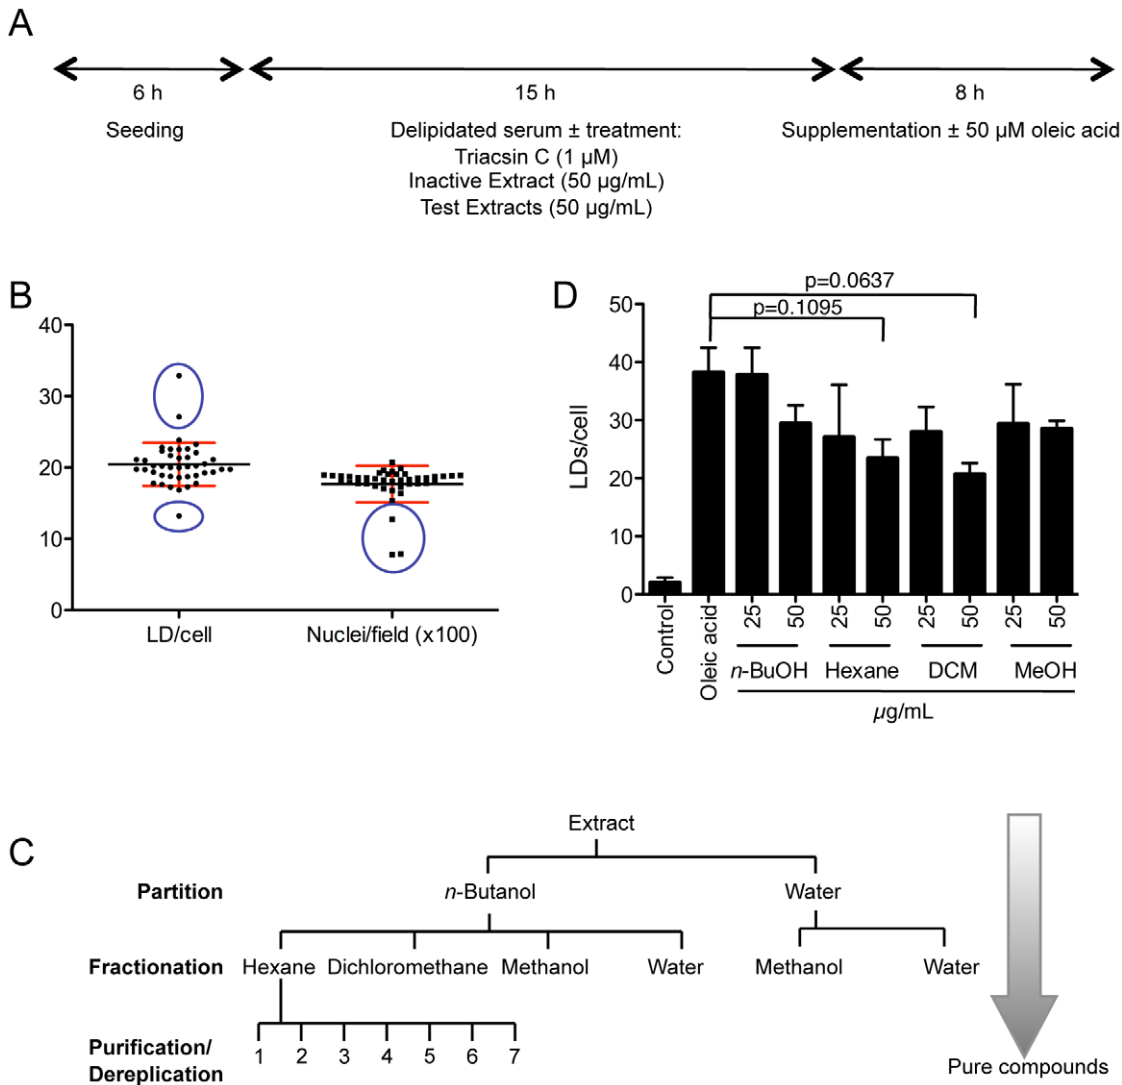 A
6 h
15 h
8 h
Seeding
Delipidated serum ± treatment:
Supplementation ± 50 µM oleic acid
Triacsin C (1 µM)
Inactive Extract (50 µg/mL)
Test Extracts (50 µg/mL)
B
40
30
20
10
0
LD/cell
Nuclei/field (x100)
D
p=0.0637
p=0.1095
50
40
30
20
10
0
LDs/cell
Control
Oleic acid
25
50
25
50
25
50
25
50
n-BuOH
Hexane
DCM
MeOH
µg/mL
C
Extract
Partition
n-Butanol
Water
Fractionation
Hexane
Dichloromethane
Methanol
Water
Methanol
Water
Purification/
Dereplication
1
2
3
4
5
6
7
Pure compounds